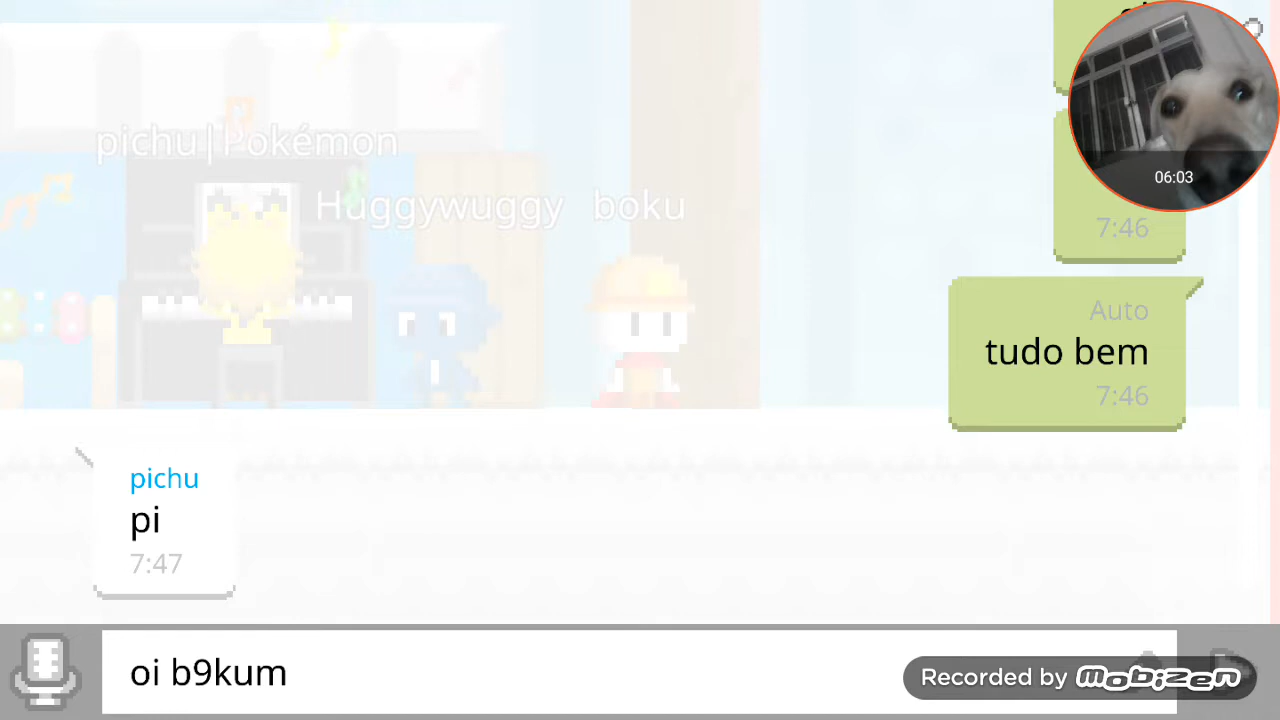 06:03
pichu|Pokémon
Huggywuggy boku
7:46
Auto
tudo bem
7:46
pichu
pi
7:47
oi b9kum
Recorded by mobizen